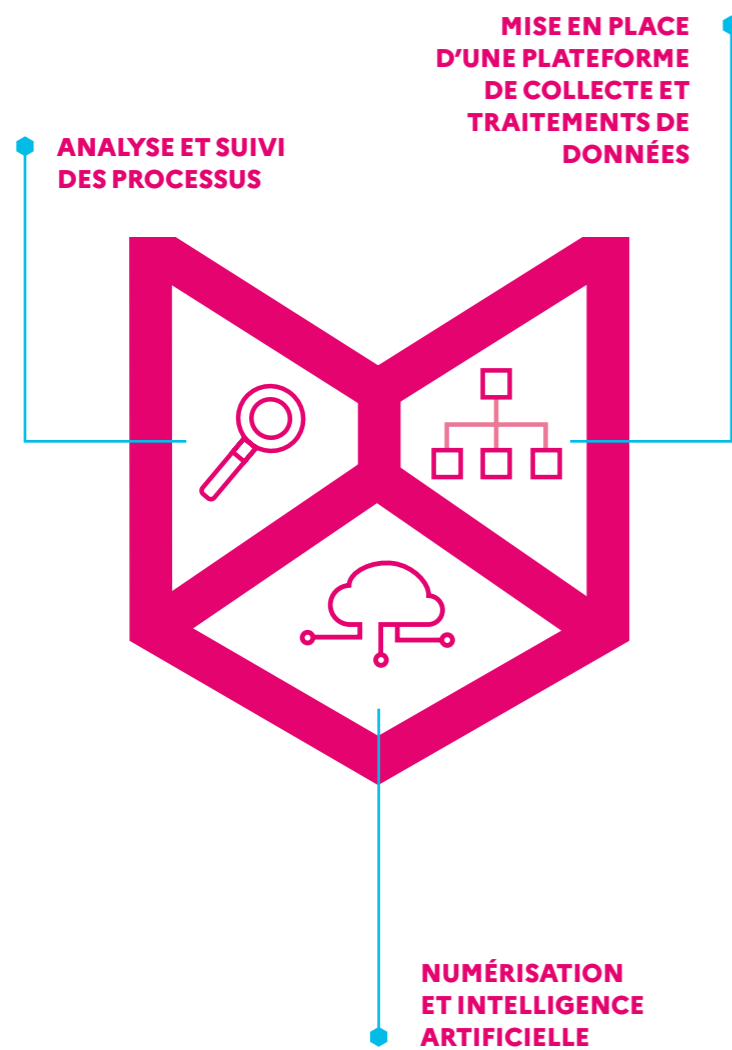 MISE EN PLACE
D'UNE PLATEFORME
DE COLLECTE ET
TRAITEMENTS DE
DONNÉES
ANALYSE ET SUIVI
DES PROCESSUS
NUMÉRISATION
ET INTELLIGENCE
ARTIFICIELLE